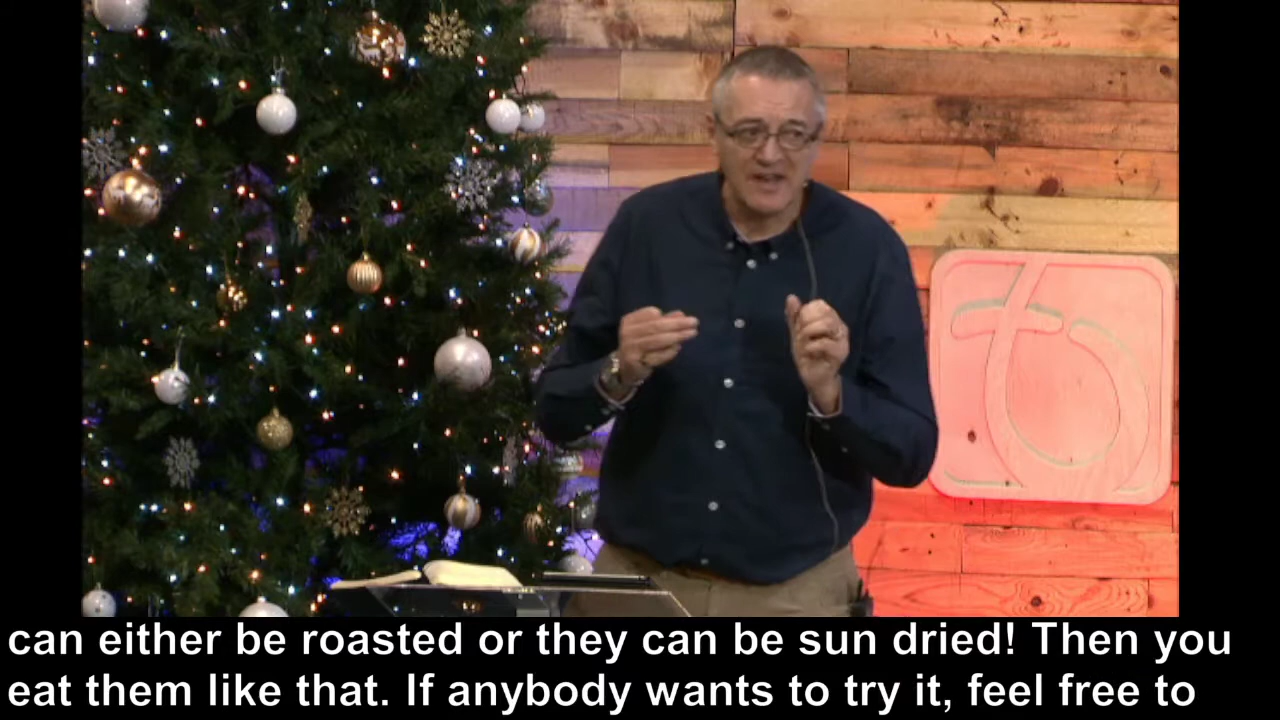 can either be roasted or they can be sun dried! Then you
eat them like that. If anybody wants to try it, feel free to